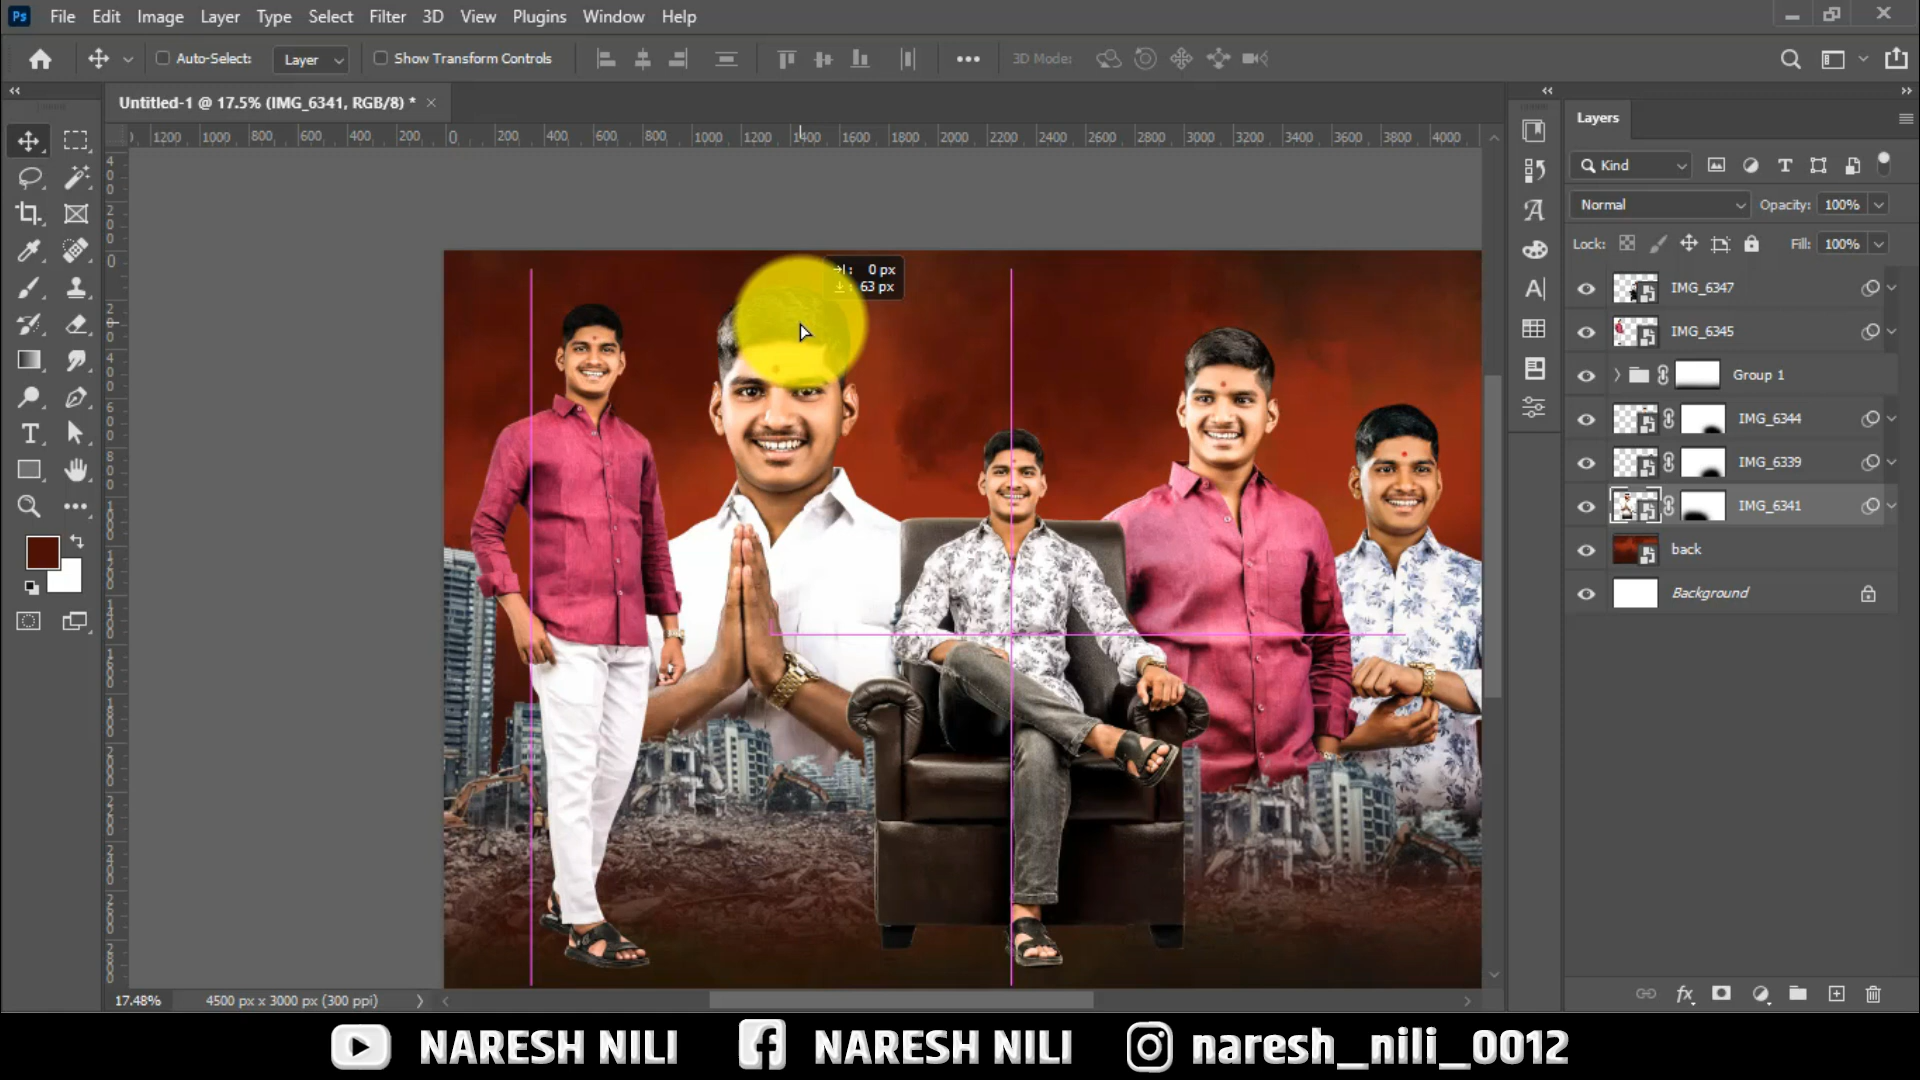 Ps File Edit Image Layer Type Select Filter 3D View Plugins Window Help
Auto-Select: Layer Show Transform Controls 3D Mode:
Untitled-1 @ 17.5% (IMG_6341, RGB/8) *
1200 1000 800 600 400 200 0 200 400 600 800 1000 1200 1400 1600 1800 2000 2200 2400 2600 2800 3000 3200 3400 3600 3800 4000
0 px
63 px
Layers
Kind
Normal Opacity: 100%
Lock: Fill: 100%
IMG_6347
IMG_6345
Group 1
IMG_6344
IMG_6339
IMG_6341
back
Background
17.48% 4500 px x 3000 px (300 ppi)
NARESH NILI NARESH NILI naresh_nili_0012